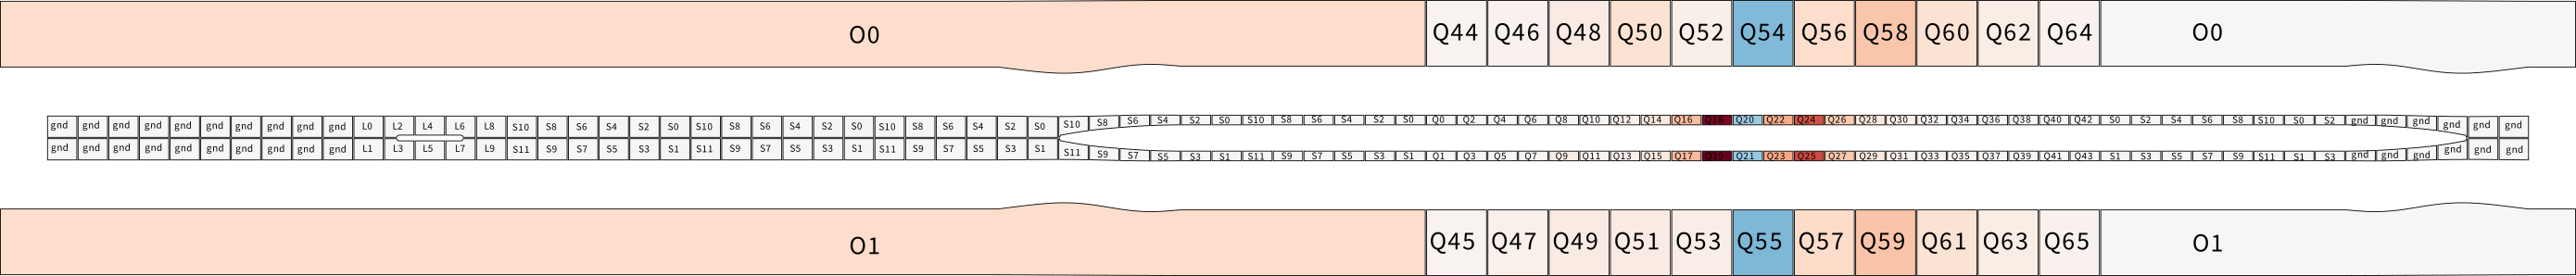 O0 Q44 Q46 Q48 Q50 Q52 Q54 Q56 Q58 Q60 Q62 Q64 O0
gnd gnd gnd gnd gnd gnd gnd gnd gnd gnd L0 L2 L4 L6 L8 S10 S8 S6 S4 S2 S0 S10 S8 S6 S4 S2 S0 S10 S8 S6 S4 S2 S0 S10 S8 S6 S4 S2 S0 S10 S8 S6 S4 S2 S0 Q0 Q2 Q4 Q6 Q8 Q10 Q12 Q14 Q16 Q18 Q20 Q22 Q24 Q26 Q28 Q30 Q32 Q34 Q36 Q38 Q40 Q42 S0 S2 S4 S6 S8 S10 S0 S2 gnd gnd gnd gnd gnd gnd
gnd gnd gnd gnd gnd gnd gnd gnd gnd gnd L1 L3 L5 L7 L9 S11 S9 S7 S5 S3 S1 S11 S9 S7 S5 S3 S1 S11 S9 S7 S5 S3 S1 S11 S9 S7 S5 S3 S1 S11 S9 S7 S5 S3 S1 Q1 Q3 Q5 Q7 Q9 Q11 Q13 Q15 Q17 Q19 Q21 Q23 Q25 Q27 Q29 Q31 Q33 Q35 Q37 Q39 Q41 Q43 S1 S3 S5 S7 S9 S11 S1 S3 gnd gnd gnd gnd gnd gnd
O1 Q45 Q47 Q49 Q51 Q53 Q55 Q57 Q59 Q61 Q63 Q65 O1